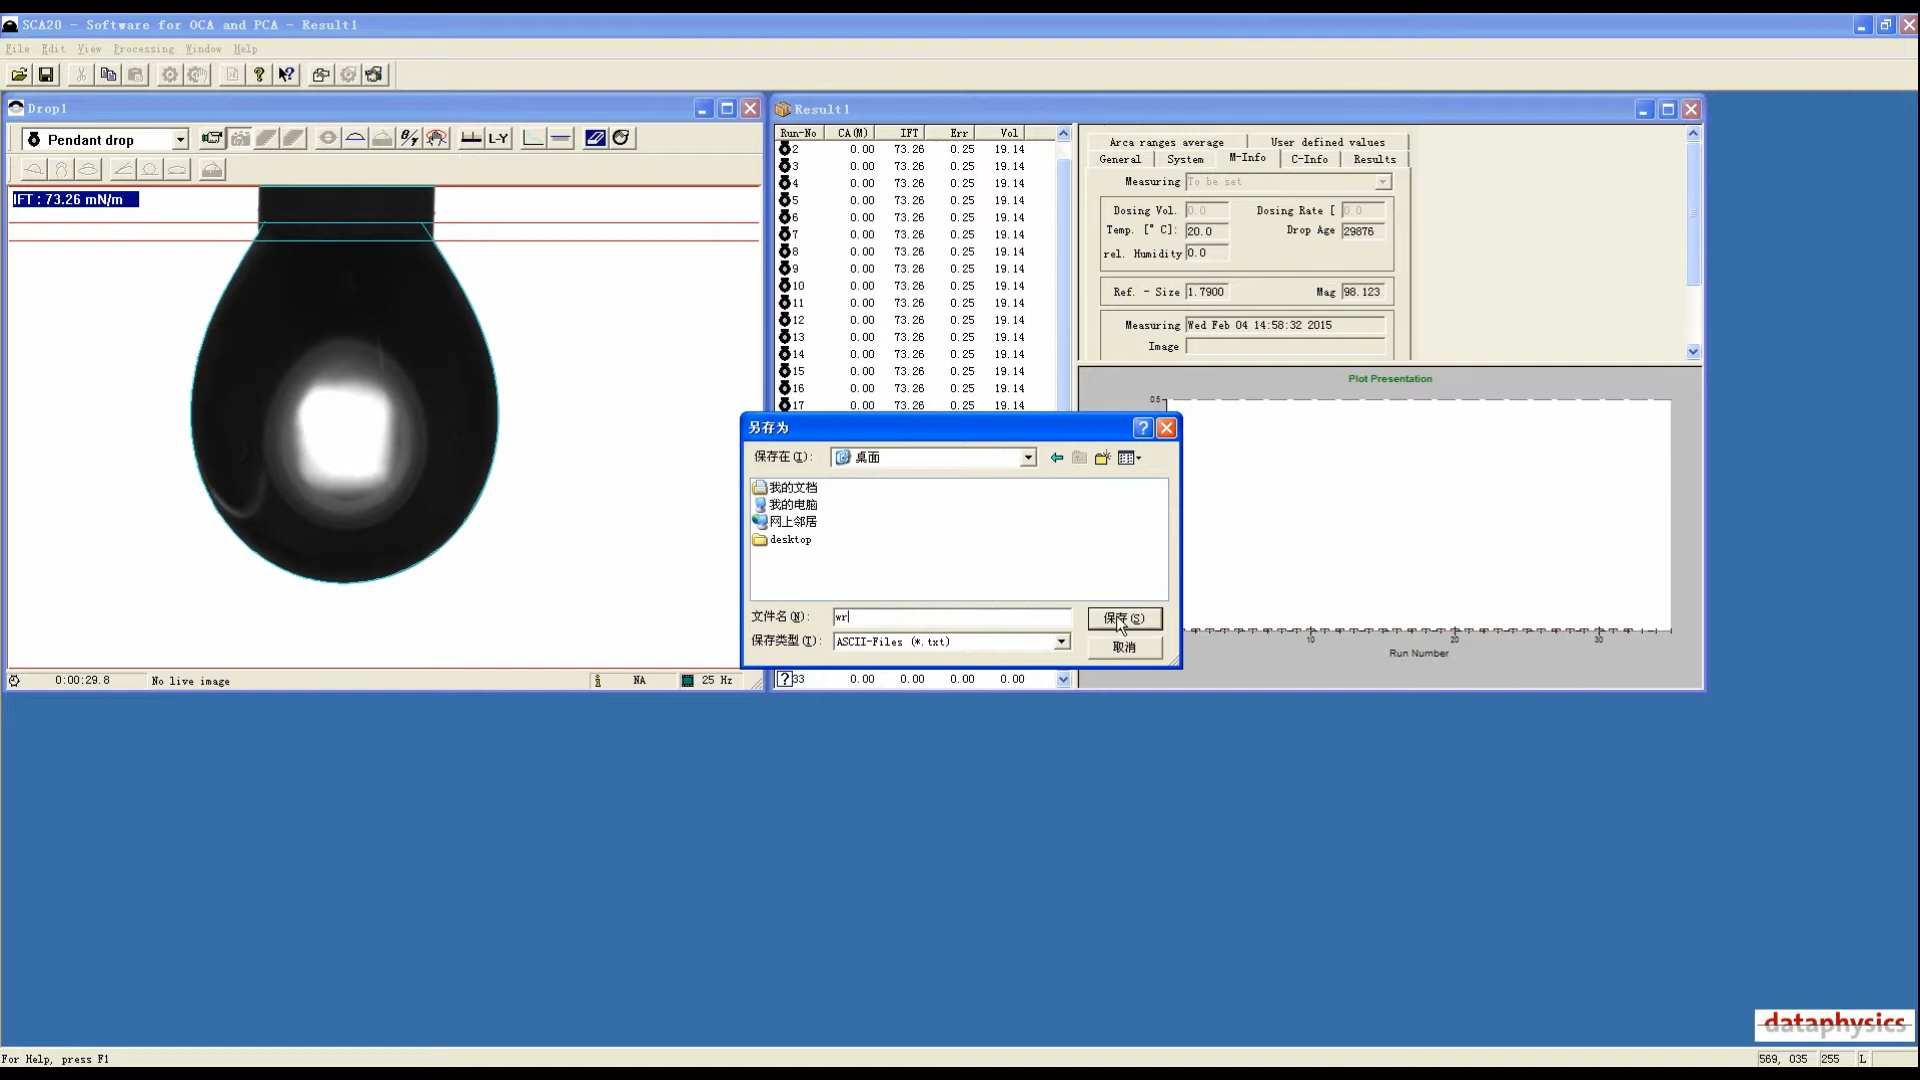 SCA20 - Software for OCA and PCA - Result1
File Edit View Processing Window Help
Drop1
Pendant drop
L-Y
IFT : 73.26 mN/m
0:00:29.8 No live image NA 25 Hz
Result1
Run-No CA(M) IFT Err Vol
2 0.00 73.26 0.25 19.14
3 0.00 73.26 0.25 19.14
4 0.00 73.26 0.25 19.14
5 0.00 73.26 0.25 19.14
6 0.00 73.26 0.25 19.14
7 0.00 73.26 0.25 19.14
8 0.00 73.26 0.25 19.14
9 0.00 73.26 0.25 19.14
10 0.00 73.26 0.25 19.14
11 0.00 73.26 0.25 19.14
12 0.00 73.26 0.25 19.14
13 0.00 73.26 0.25 19.14
14 0.00 73.26 0.25 19.14
15 0.00 73.26 0.25 19.14
16 0.00 73.26 0.25 19.14
17 0.00 73.26 0.25 19.14
33 0.00 0.00 0.00 0.00
Arca ranges average User defined values
General System M-Info C-Info Results
Measuring To be set
Dosing Vol. 0.0 Dosing Rate [ 0.0
Temp. [° C]: 20.0 Drop Age 29876
rel. Humidity 0.0
Ref. - Size 1.7900 Mag 98.123
Measuring Wed Feb 04 14:58:32 2015
Image
Plot Presentation
0.5
10 20 30
Run Number
另存为
保存在(I): 桌面
我的文档
我的电脑
网上邻居
desktop
文件名(N): wr
保存(S)
保存类型(T): ASCII-Files (*.txt)
取消
dataphysics
For Help, press F1
569, 035 255 L